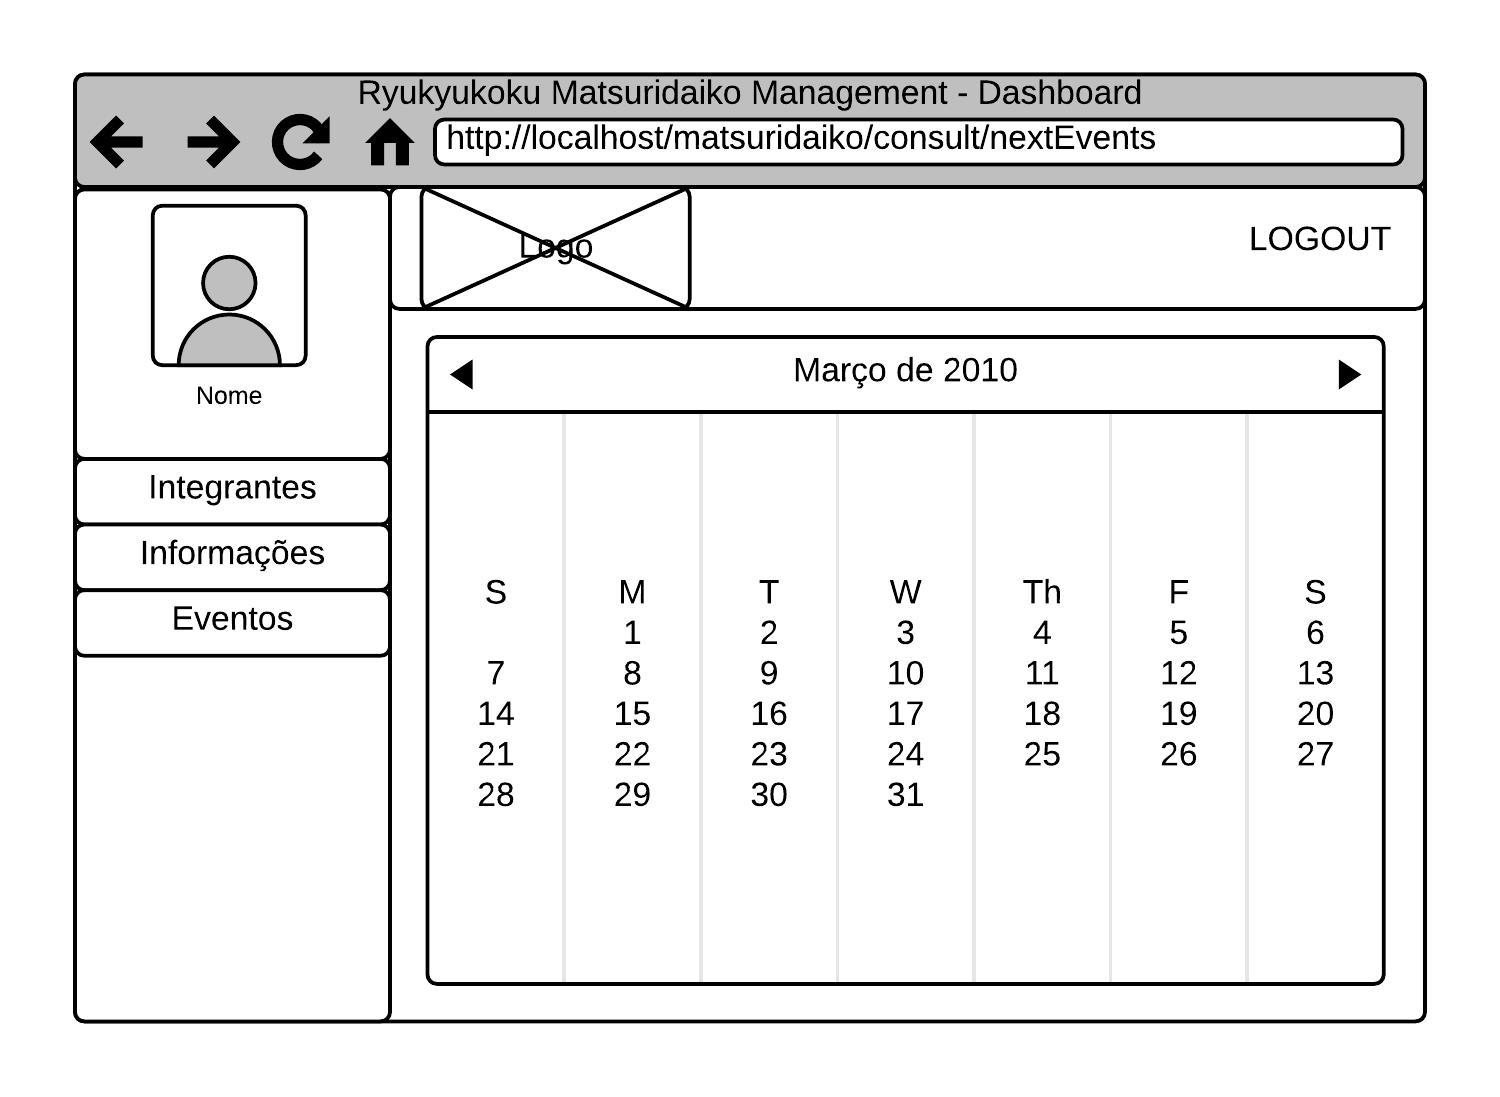 Ryukyukoku Matsuridaiko Management - Dashboard
http://localhost/matsuridaiko/consult/nextEvents
Logo
LOGOUT
Nome
Integrantes
Informações
Eventos
Março de 2010
S M T W Th F S
1 2 3 4 5 6
7 8 9 10 11 12 13
14 15 16 17 18 19 20
21 22 23 24 25 26 27
28 29 30 31